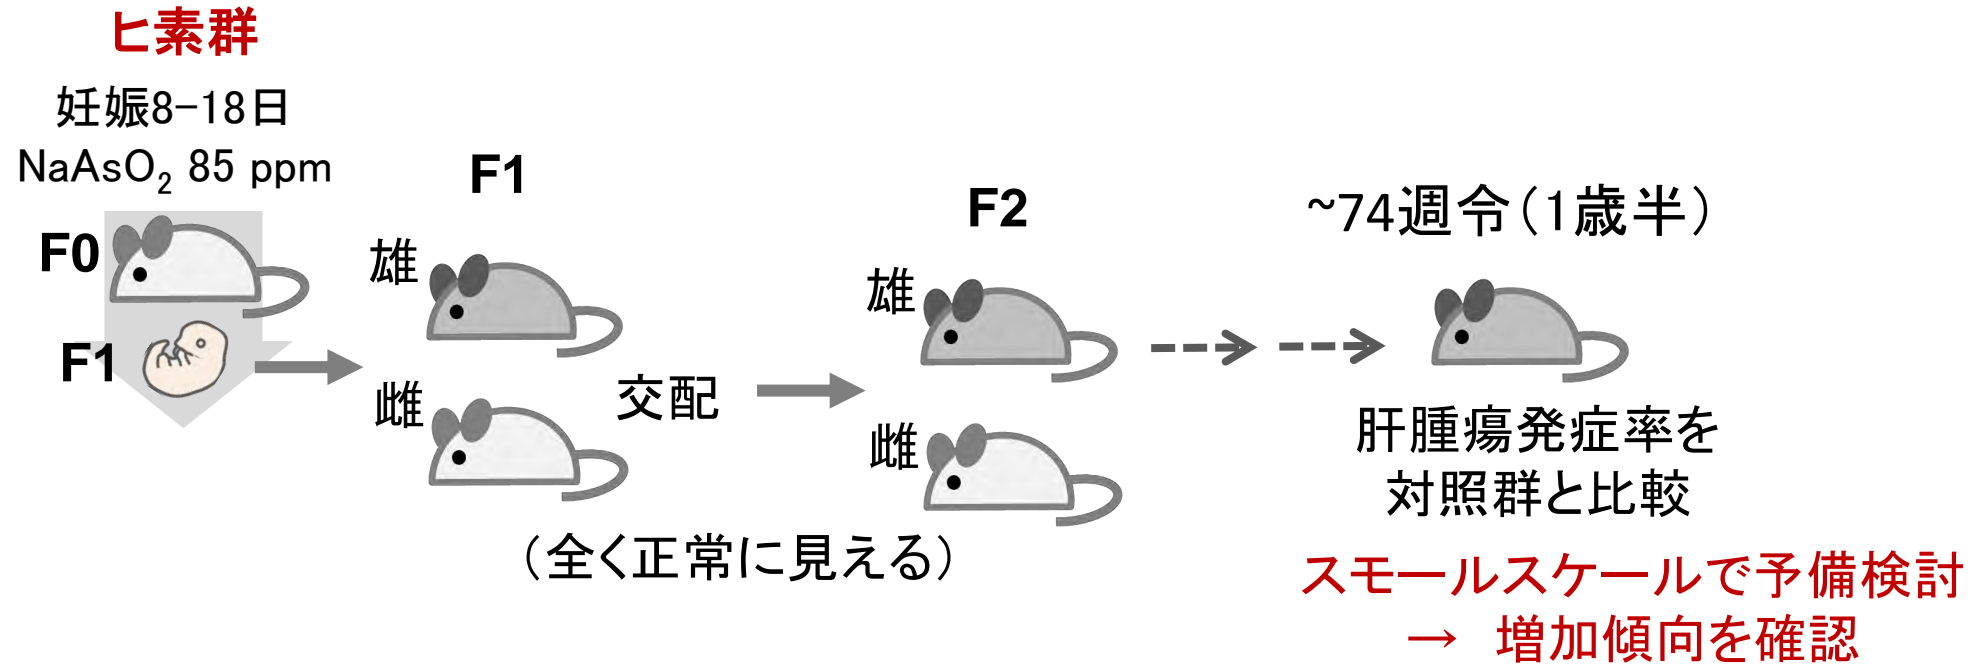 ヒ素群
妊娠8-18日
NaAsO2 85 ppm
F0
F1
F1
雄
雌
交配
F2
雄
雌
(全く正常に見える)
~74週令(1歳半)
肝腫瘍発症率を
対照群と比較
スモールスケールで予備検討
→ 増加傾向を確認